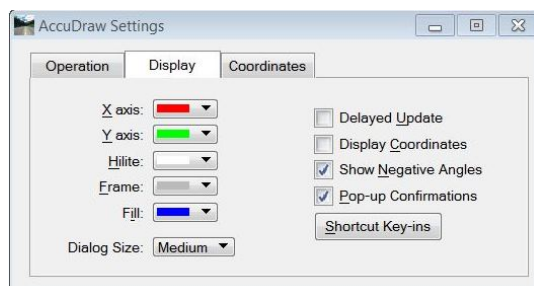 AccuDraw Settings
Operation
Display
Coordinates
X axis:
Y axis:
Hilite:
Frame:
Fill:
Dialog Size: Medium
Delayed Update
Display Coordinates
Show Negative Angles
Pop-up Confirmations
Shortcut Key-ins